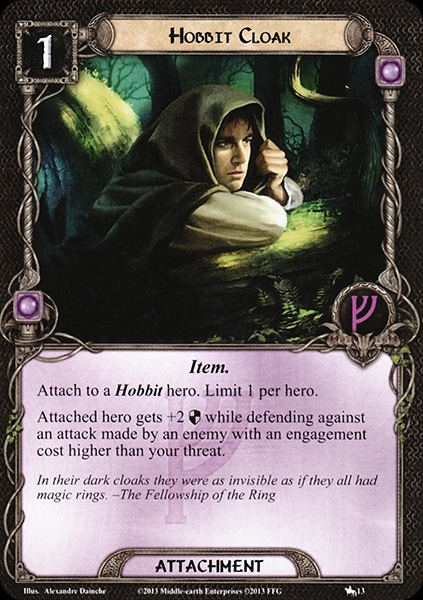 1
HOBBIT CLOAK
Item.
Attach to a Hobbit hero. Limit 1 per hero.
Attached hero gets +2 while defending against
an attack made by an enemy with an engagement
cost higher than your threat.
In their dark cloaks they were as invisible as if they all had
magic rings. –The Fellowship of the Ring
ATTACHMENT
Illus. Alexandre Dainche ©2013 Middle-earth Enterprises ©2013 FFG 13